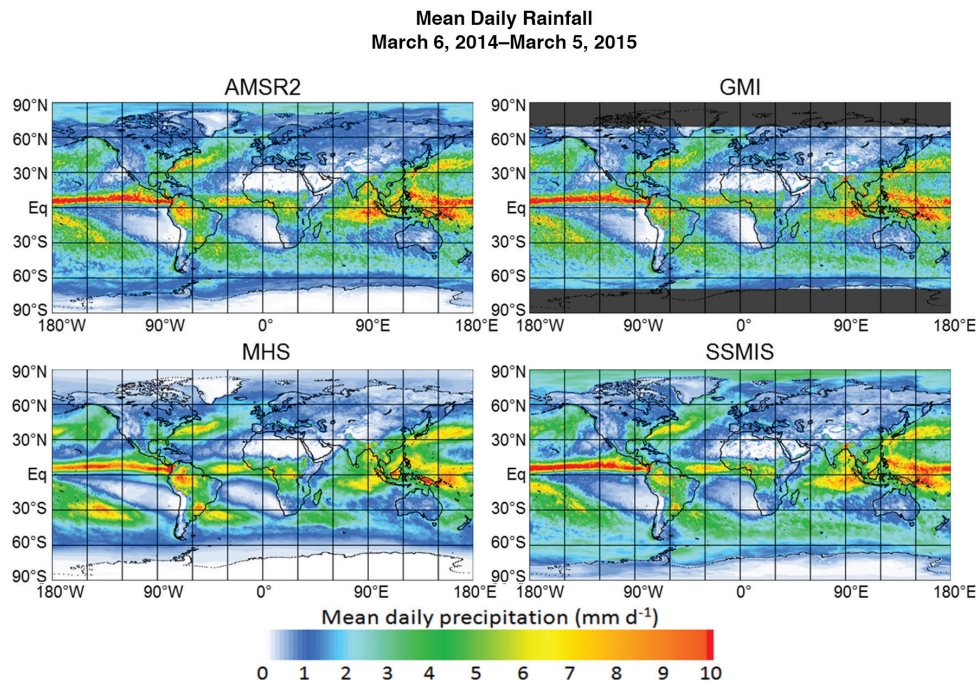 Mean Daily Rainfall
March 6, 2014–March 5, 2015
AMSR2
GMI
90°N
60°N
30°N
Eq
30°S
60°S
90°S
180°W 90°W 0° 90°E 180°E
90°N
60°N
30°N
Eq
30°S
60°S
90°S
180°W 90°W 0° 90°E 180°E
MHS
SSMIS
90°N
60°N
30°N
Eq
30°S
60°S
90°S
180°W 90°W 0° 90°E 180°E
90°N
60°N
30°N
Eq
30°S
60°S
90°S
180°W 90°W 0° 90°E 180°E
Mean daily precipitation (mm d⁻¹)
0 1 2 3 4 5 6 7 8 9 10